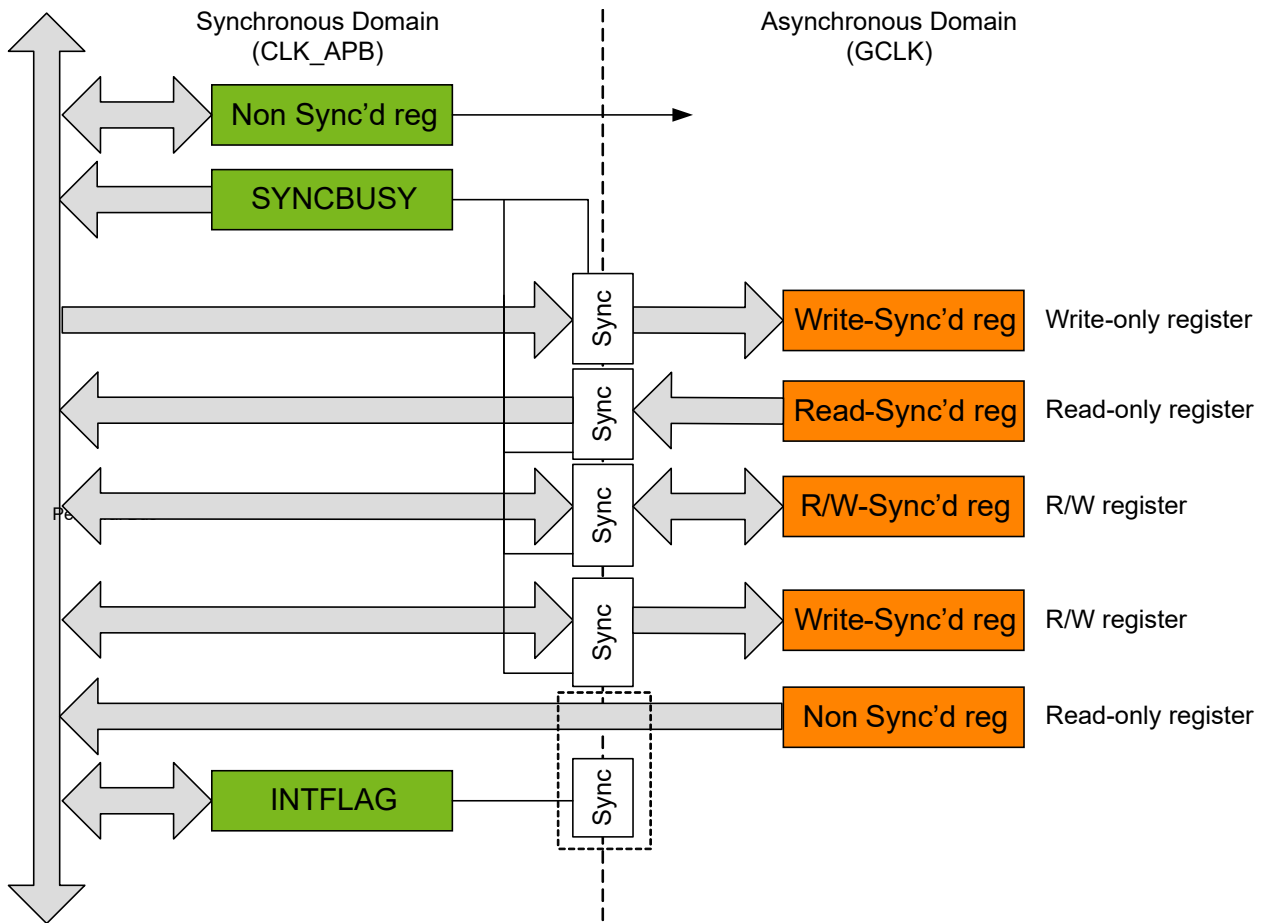 Synchronous Domain
(CLK_APB)
Asynchronous Domain
(GCLK)
Non Sync’d reg
SYNCBUSY
Sync
Write-Sync’d reg
Write-only register
Sync
Read-Sync’d reg
Read-only register
Sync
R/W-Sync’d reg
R/W register
Sync
Write-Sync’d reg
R/W register
Non Sync’d reg
Read-only register
INTFLAG
Sync